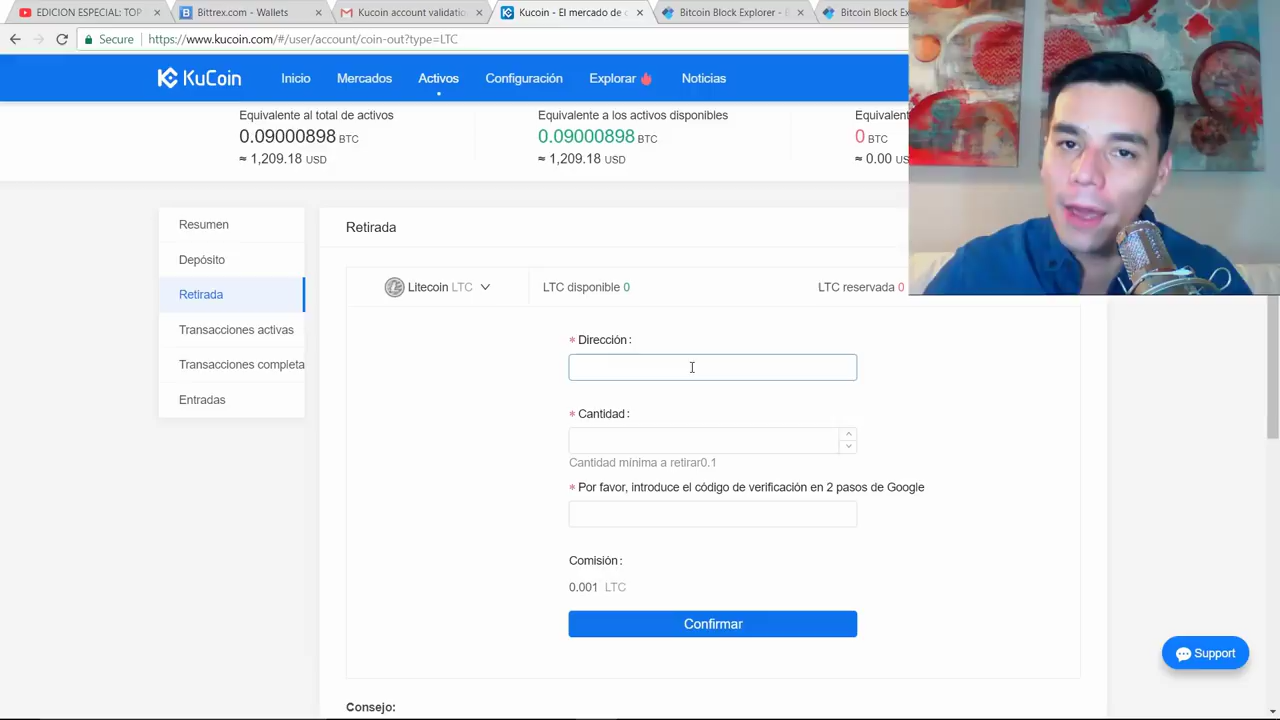 EDICION ESPECIAL: TOP
Bittrex.com - Wallets
Kucoin account validatio
Kucoin - El mercado de c
Bitcoin Block Explorer - B
Bitcoin Block Ex
Secure
https://www.kucoin.com/#/user/account/coin-out?type=LTC
KuCoin
Inicio
Mercados
Activos
Configuración
Explorar
Noticias
Equivalente al total de activos
Equivalente a los activos disponibles
Equivalent
0.09000898 BTC
0.09000898 BTC
0 BTC
≈ 1,209.18 USD
≈ 1,209.18 USD
≈ 0.00 US
Resumen
Depósito
Retirada
Transacciones activas
Transacciones completa
Entradas
Retirada
Litecoin LTC
LTC disponible 0
LTC reservada 0
* Dirección:
* Cantidad:
Cantidad mínima a retirar0.1
* Por favor, introduce el código de verificación en 2 pasos de Google
Comisión:
0.001 LTC
Confirmar
Support
Consejo: